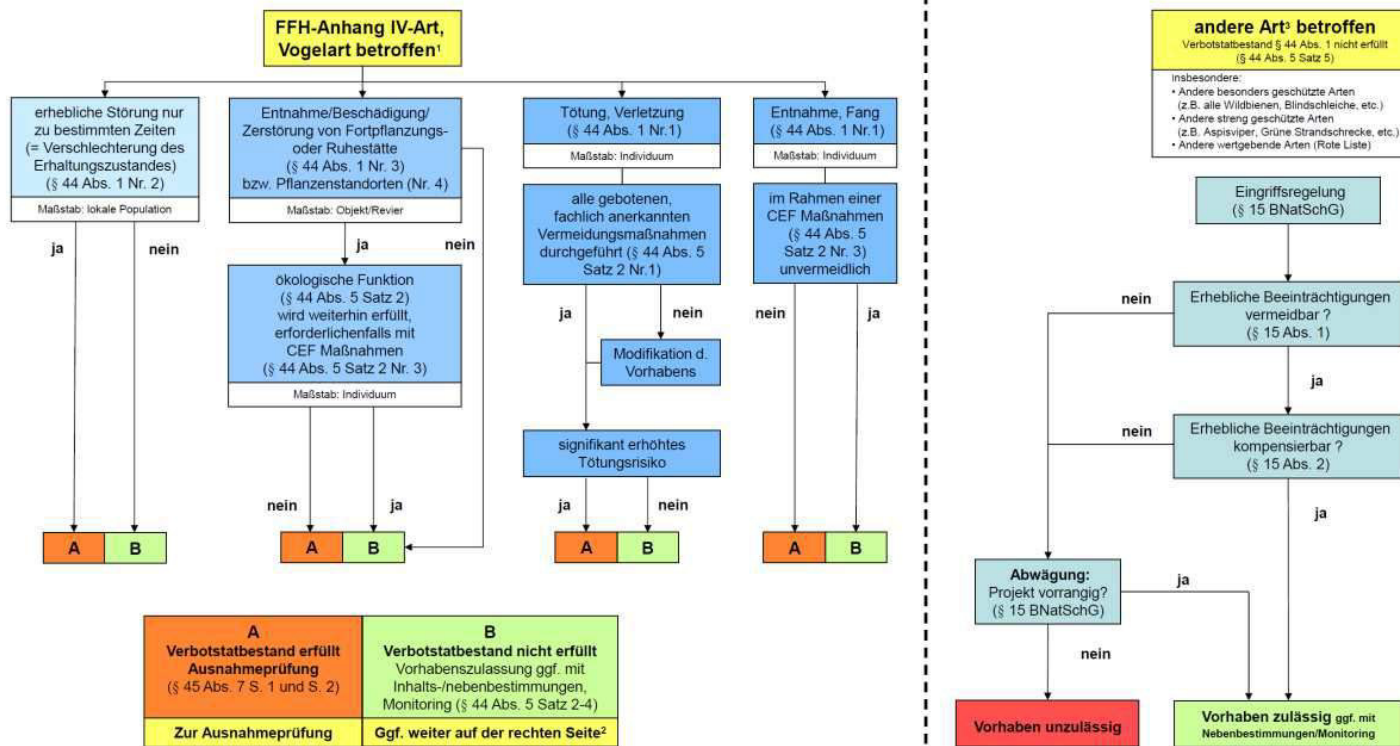 FFH-Anhang IV-Art,
Vogelart betroffen¹
erhebliche Störung nur
zu bestimmten Zeiten
(= Verschlechterung des
Erhaltungszustandes)
(§ 44 Abs. 1 Nr. 2)
Maßstab: lokale Population
ja
nein
Entnahme/Beschädigung/
Zerstörung von Fortpflanzungs-
oder Ruhestätte
(§ 44 Abs. 1 Nr. 3)
bzw. Pflanzenstandorten (Nr. 4)
Maßstab: Objekt/Revier
ja
nein
ökologische Funktion
(§ 44 Abs. 5 Satz 2)
wird weiterhin erfüllt,
erforderlichenfalls mit
CEF Maßnahmen
(§ 44 Abs. 5 Satz 2 Nr. 3)
Maßstab: Individuum
nein
ja
Tötung, Verletzung
(§ 44 Abs. 1 Nr.1)
Maßstab: Individuum
alle gebotenen,
fachlich anerkannten
Vermeidungsmaßnahmen
durchgeführt (§ 44 Abs. 5
Satz 2 Nr.1)
ja
nein
Modifikation d.
Vorhabens
signifikant erhöhtes
Tötungsrisiko
ja
nein
Entnahme, Fang
(§ 44 Abs. 1 Nr.1)
Maßstab: Individuum
im Rahmen einer
CEF Maßnahmen
(§ 44 Abs. 5
Satz 2 Nr. 3)
unvermeidlich
nein
ja
A B
A B
A B
A B
A
Verbotstatbestand erfüllt
Ausnahmeprüfung
(§ 45 Abs. 7 S. 1 und S. 2)
Zur Ausnahmeprüfung
B
Verbotstatbestand nicht erfüllt
Vorhabenszulassung ggf. mit
Inhalts-/nebenbestimmungen,
Monitoring (§ 44 Abs. 5 Satz 2-4)
Ggf. weiter auf der rechten Seite²
andere Art³ betroffen
Verbotstatbestand § 44 Abs. 1 nicht erfüllt
(§ 44 Abs. 5 Satz 5)
Insbesondere:
• Andere besonders geschützte Arten
(z.B. alle Wildbienen, Blindschleiche, etc.)
• Andere streng geschützte Arten
(z.B. Aspisviper, Grüne Strandschrecke, etc.)
• Andere wertgebende Arten (Rote Liste)
Eingriffsregelung
(§ 15 BNatSchG)
Erhebliche Beeinträchtigungen
vermeidbar ?
(§ 15 Abs. 1)
nein
ja
Erhebliche Beeinträchtigungen
kompensierbar ?
(§ 15 Abs. 2)
nein
ja
Abwägung:
Projekt vorrangig?
(§ 15 BNatSchG)
ja
nein
Vorhaben unzulässig
Vorhaben zulässig ggf. mit
Nebenbestimmungen/Monitoring